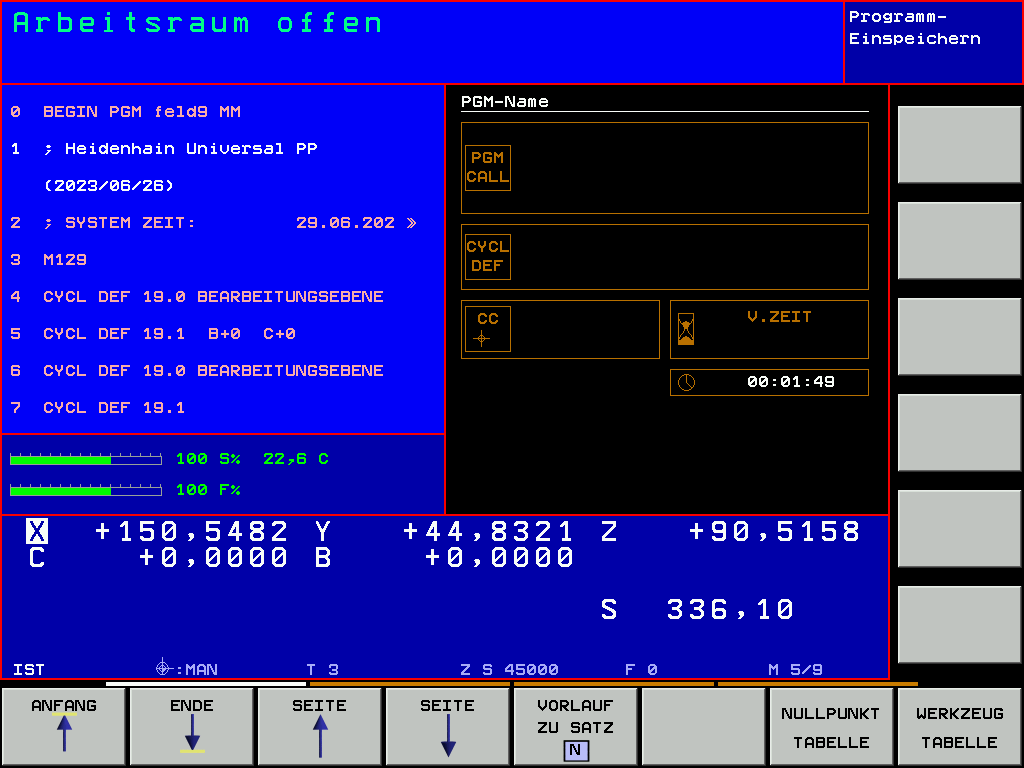 Arbeitsraum offen
Programm-
Einspeichern
0 BEGIN PGM feld9 MM
1 ; Heidenhain Universal PP
(2023/06/26)
2 ; SYSTEM ZEIT: 29.06.202 »
3 M129
4 CYCL DEF 19.0 BEARBEITUNGSEBENE
5 CYCL DEF 19.1 B+0 C+0
6 CYCL DEF 19.0 BEARBEITUNGSEBENE
7 CYCL DEF 19.1
PGM-Name
PGM
CALL
CYCL
DEF
CC
V.ZEIT
00:01:49
100 S% 22,6 C
100 F%
X +150,5482 Y +44,8321 Z +90,5158
C +0,0000 B +0,0000
S 336,10
IST :MAN T 3 Z S 45000 F 0 M 5/9
ANFANG
ENDE
SEITE
SEITE
VORLAUF
ZU SATZ
N
NULLPUNKT
TABELLE
WERKZEUG
TABELLE